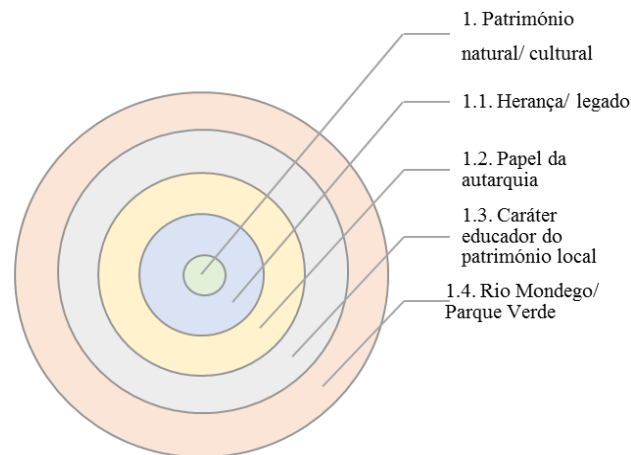 1. Património
natural/ cultural
1.1. Herança/ legado
1.2. Papel da
autarquia
1.3. Caráter
educador do
património local
1.4. Rio Mondego/
Parque Verde